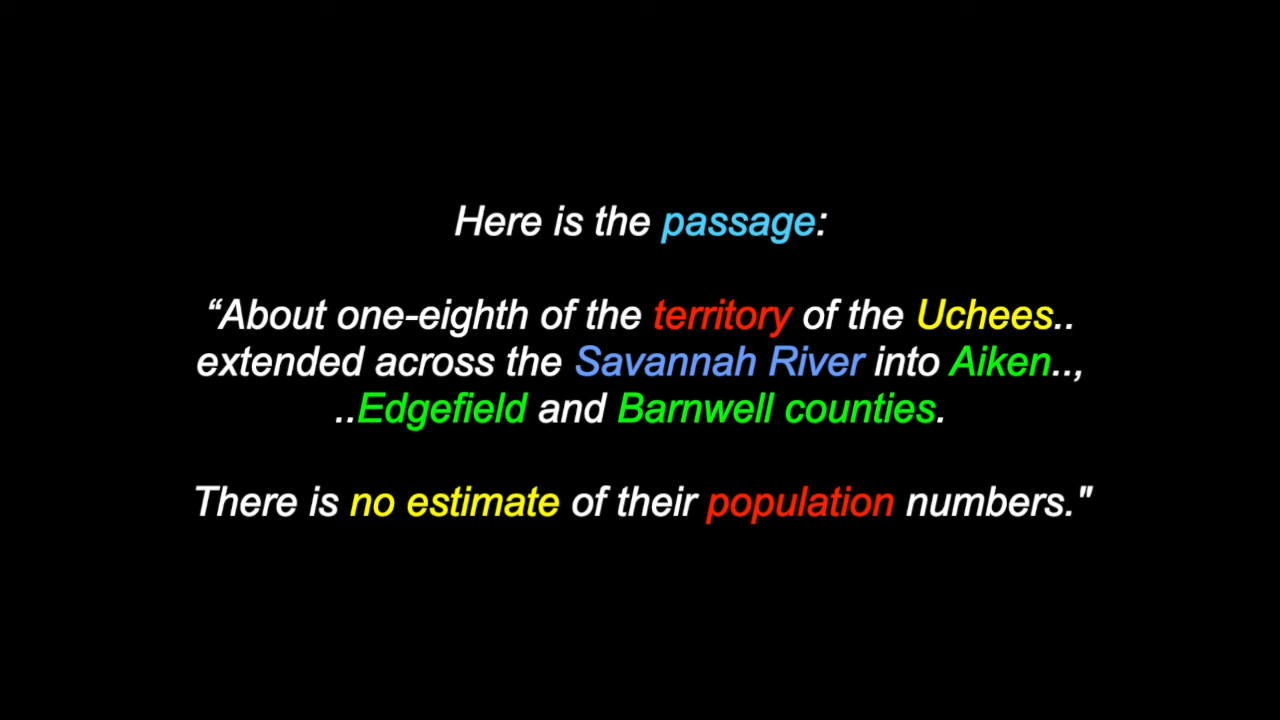 Here is the passage:
“About one-eighth of the territory of the Uchees..
extended across the Savannah River into Aiken..,
..Edgefield and Barnwell counties.
There is no estimate of their population numbers."